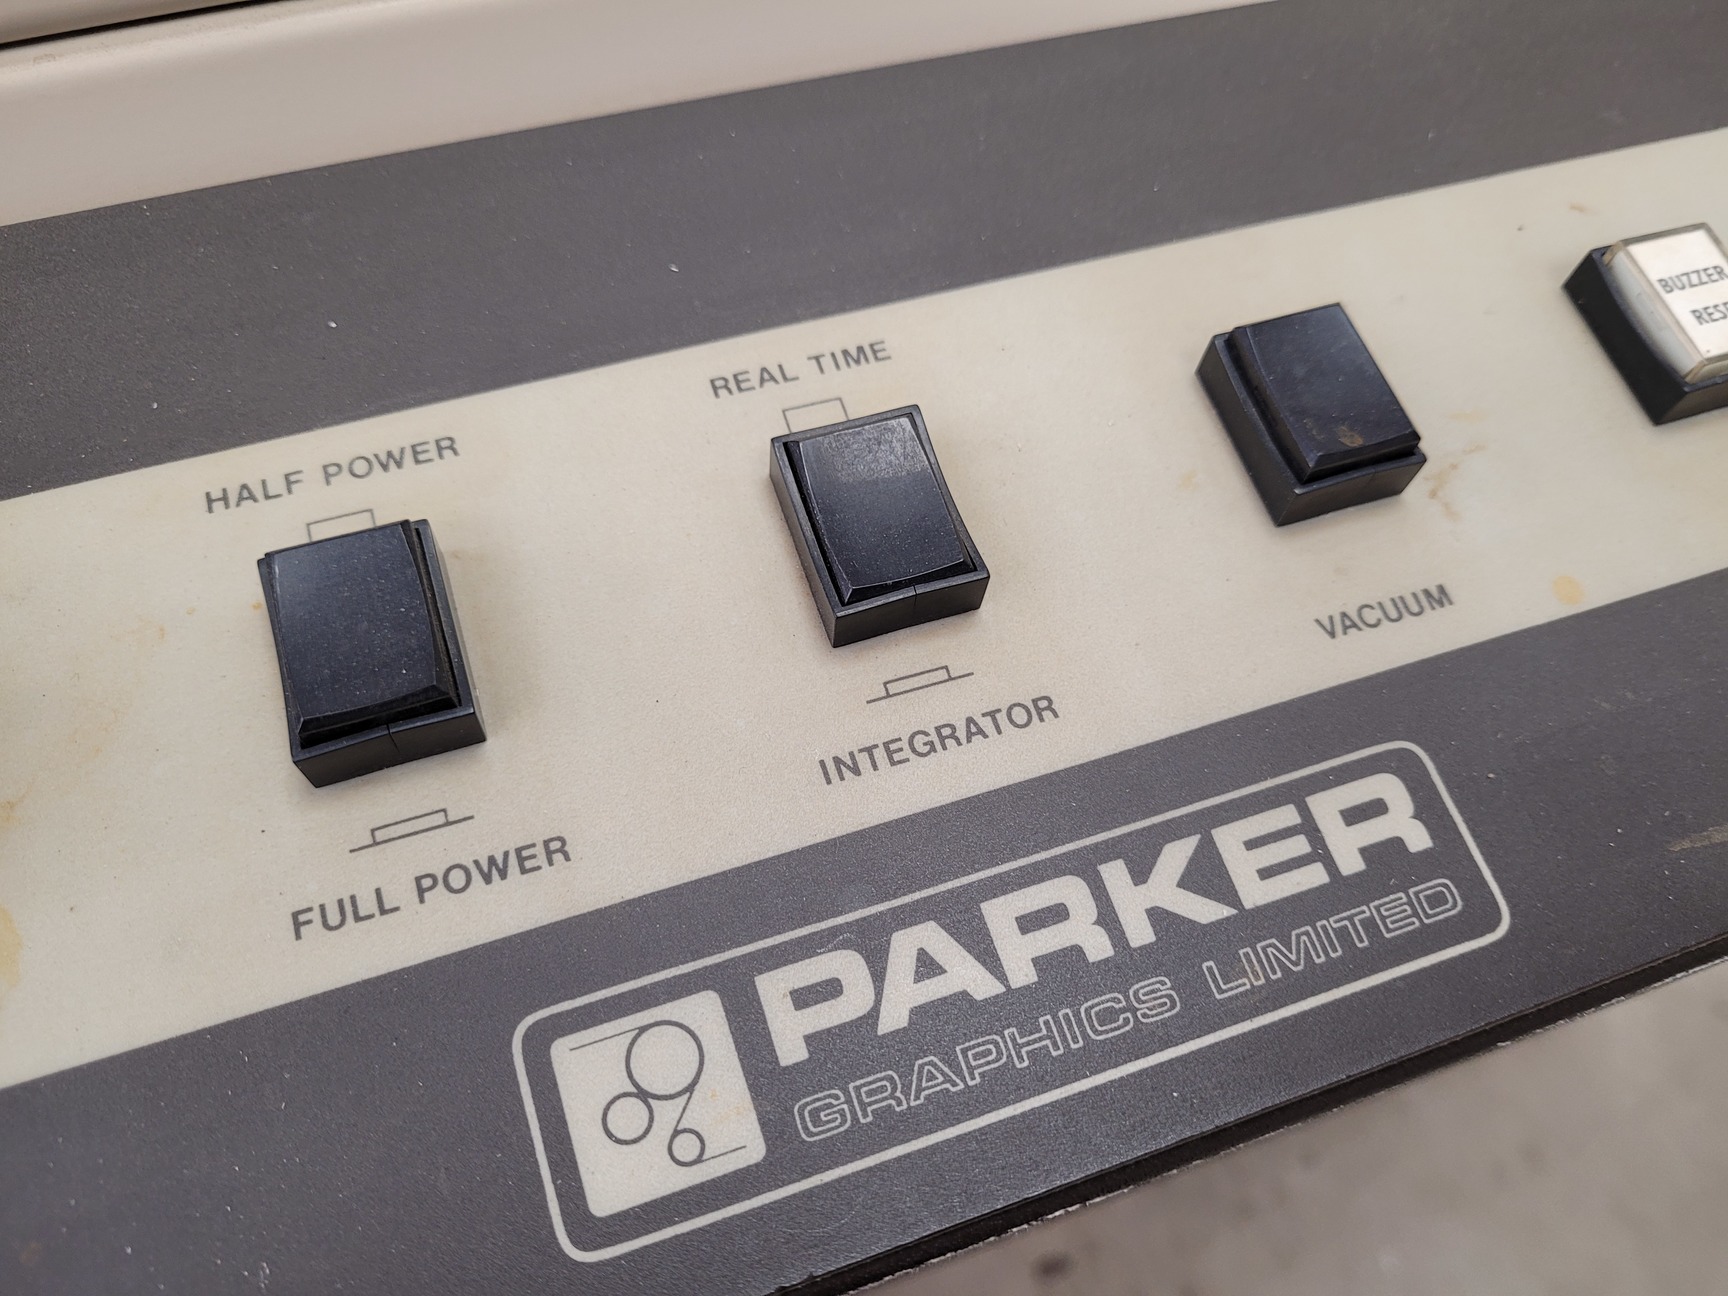 HALF POWER
FULL POWER
REAL TIME
INTEGRATOR
VACUUM
BUZZER
PARKER
GRAPHICS LIMITED